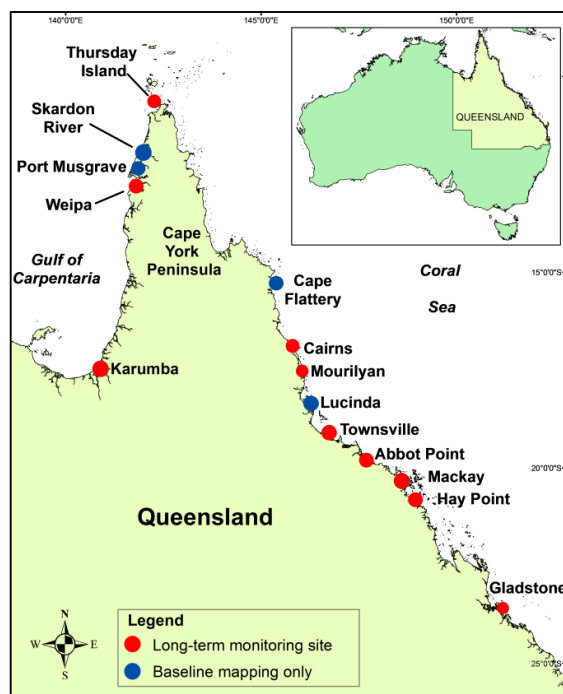 140°0'0"E
145°0'0"E
150°0'0"E
Thursday
Island
Skardon
River
Port Musgrave
Weipa
Cape
York
Peninsula
Gulf of
Carpentaria
QUEENSLAND
15°0'0"S
Coral
Sea
Cape
Flattery
Cairns
Mourilyan
Karumba
Lucinda
Townsville
Abbot Point
Mackay
Hay Point
20°0'0"S
Queensland
Gladstone
N
W E
S
Legend
Long-term monitoring site
Baseline mapping only
25°0'0"S